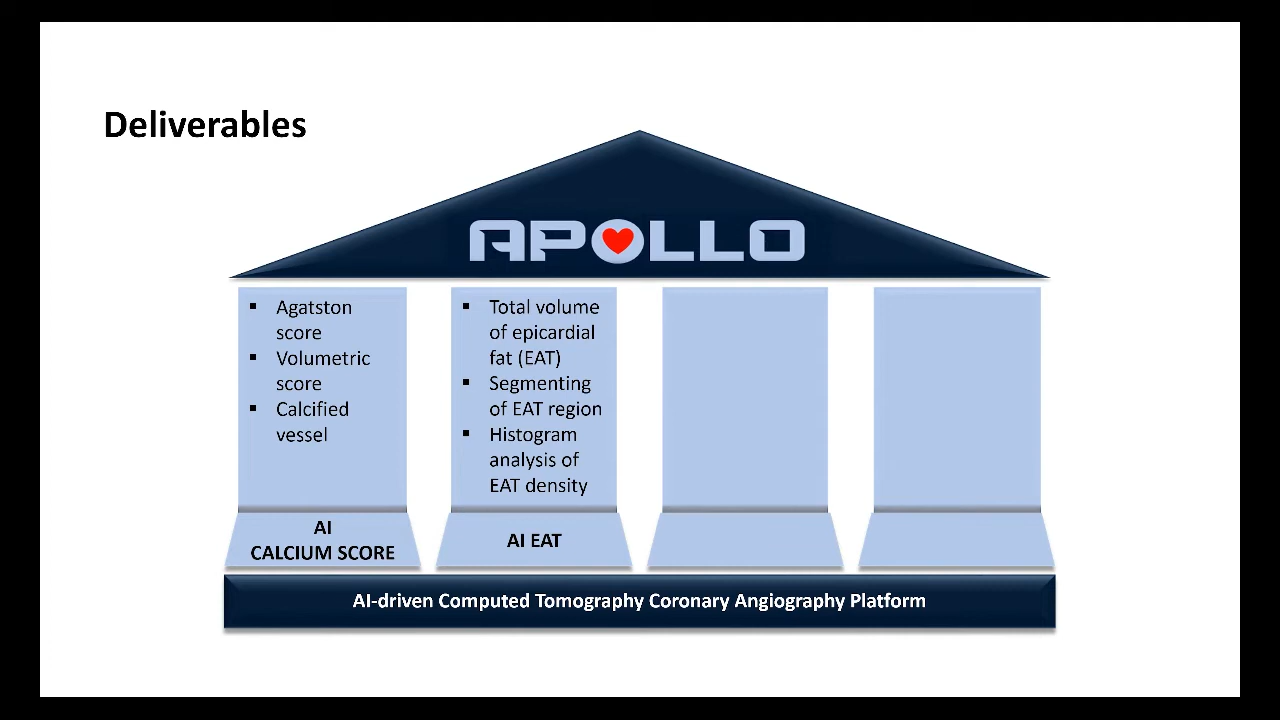 Deliverables
APOLLO
▪ Agatston
score
▪ Volumetric
score
▪ Calcified
vessel
▪ Total volume
of epicardial
fat (EAT)
▪ Segmenting
of EAT region
▪ Histogram
analysis of
EAT density
AI
CALCIUM SCORE
AI EAT
AI-driven Computed Tomography Coronary Angiography Platform